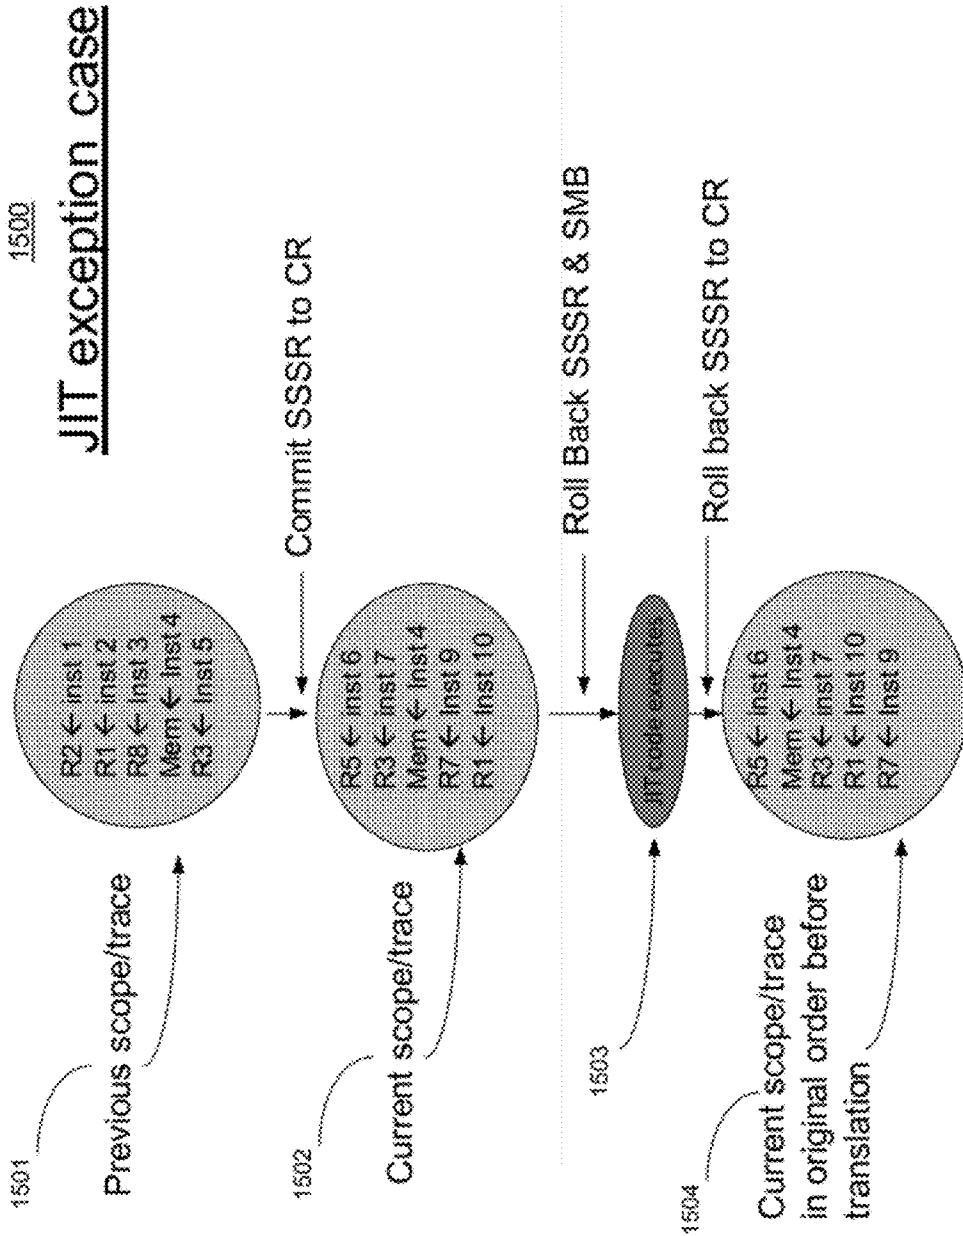 1500
JIT exception case
1501
Previous scope/trace
R2 ← inst 1
R1 ← inst 2
R8 ← Inst 3
Mem ← Inst 4
R3 ← Inst 5
Commit SSSR to CR
1502
Current scope/trace
R5 ← inst 6
R3 ← inst 7
Mem ← Inst 4
R7 ← Inst 9
R1 ← Inst 10
Roll Back SSSR & SMB
1503
JIT code executes
Roll back SSSR to CR
1504
Current scope/trace
in original order before
translation
R5 ← inst 6
Mem ← Inst 4
R3 ← inst 7
R1 ← Inst 10
R7 ← Inst 9